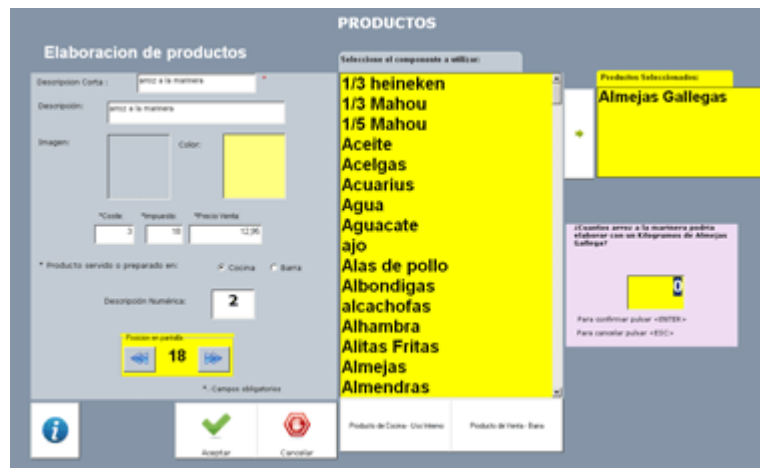 PRODUCTOS
Elaboracion de productos
Descripcion Corta :
arroz a la marinera
*
Descripción:
arroz a la marinera
Imagen:
Color:
*Coste
*Impuesto
*Precio Venta
3
10
12,95
* Producto servido o preparado en:
Cocina
Barra
Descripción Numérica:
2
Posicion en pantalla
18
*. Campos obligatorios
Aceptar
Cancelar
Seleccione el componente a utilizar:
1/3 heineken
1/3 Mahou
1/5 Mahou
Aceite
Acelgas
Acuarius
Agua
Aguacate
ajo
Alas de pollo
Albondigas
alcachofas
Alhambra
Alitas Fritas
Almejas
Almendras
Producto de Cocina - Uso Interno
Producto de Venta - Barra
Productos Seleccionados:
Almejas Gallegas
¿Cuantos arroz a la marinera podria
elaborar con un Kilogramos de Almejas
Gallega?
0
Para confirmar pulsar <ENTER>
Para cancelar pulsar <ESC>